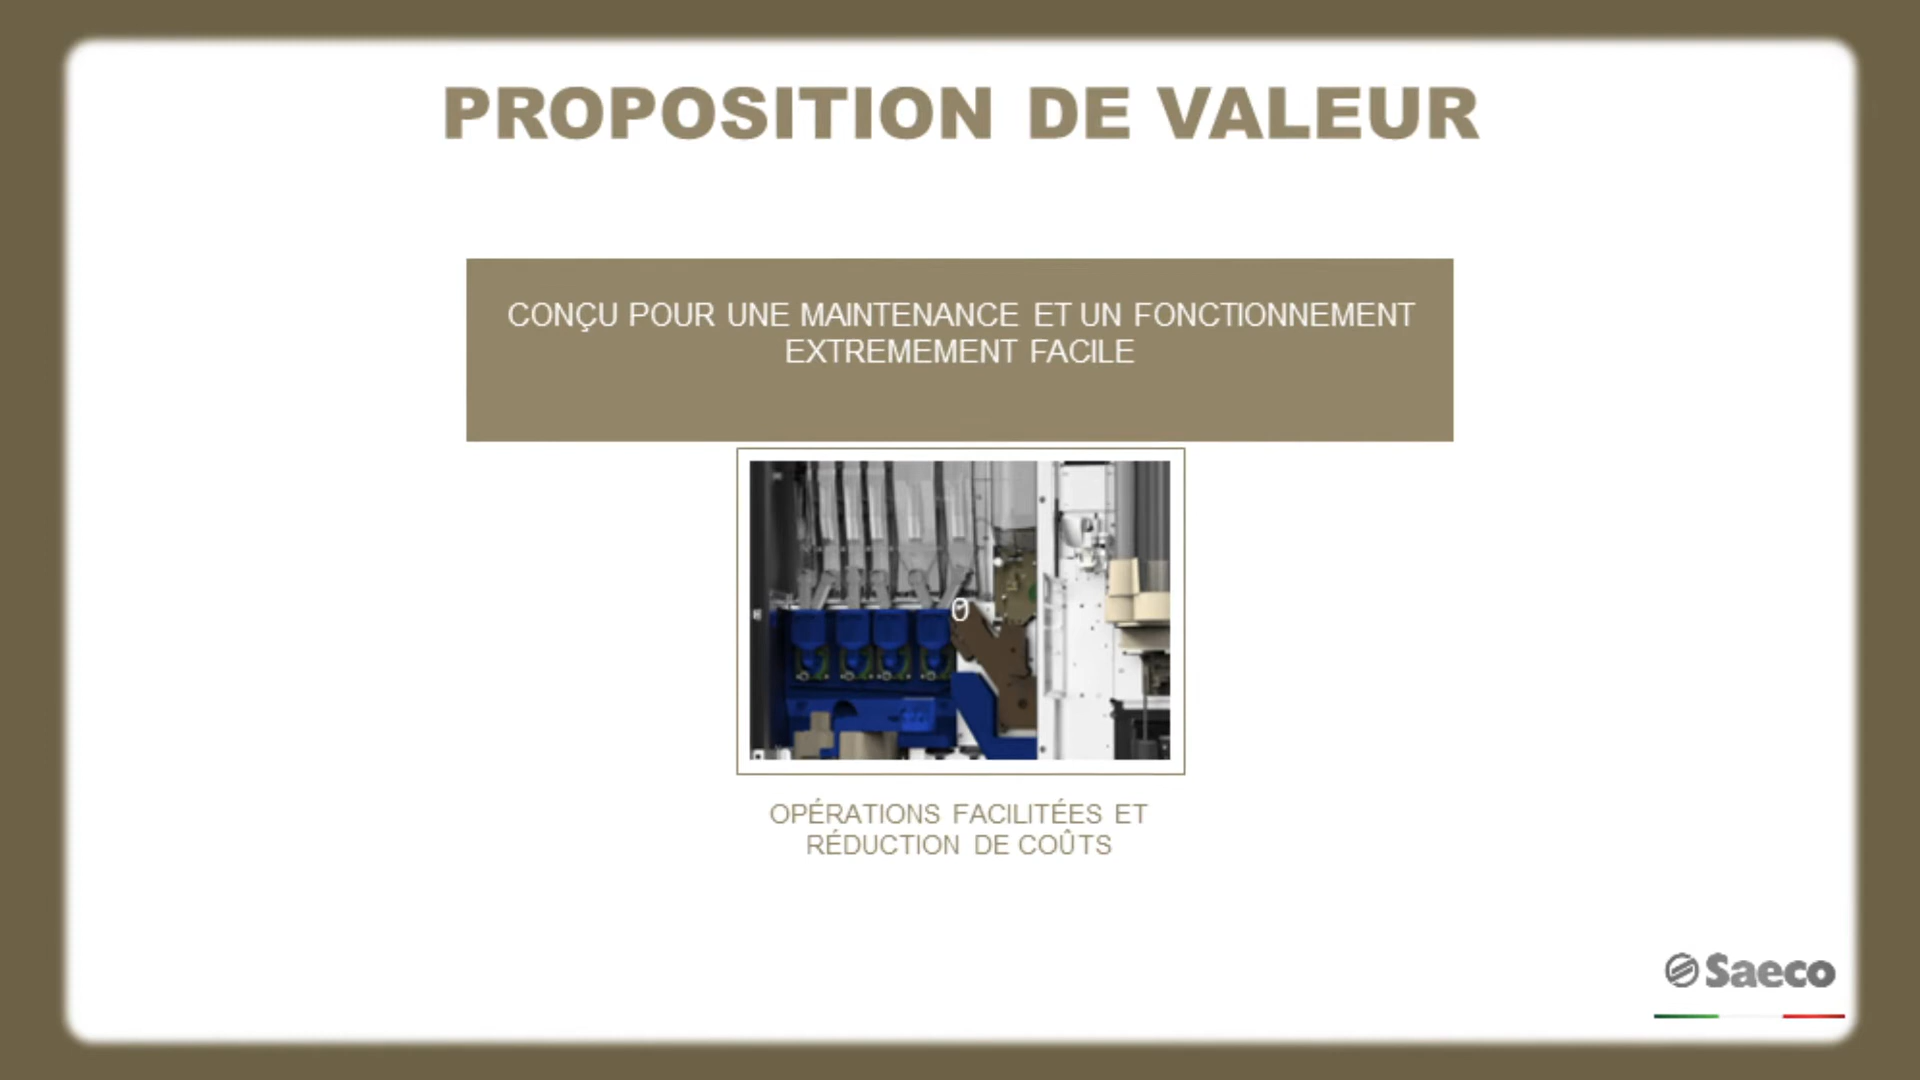 PROPOSITION DE VALEUR
CONÇU POUR UNE MAINTENANCE ET UN FONCTIONNEMENT
EXTREMEMENT FACILE
0
OPÉRATIONS FACILITÉES ET
RÉDUCTION DE COÛTS
Saeco